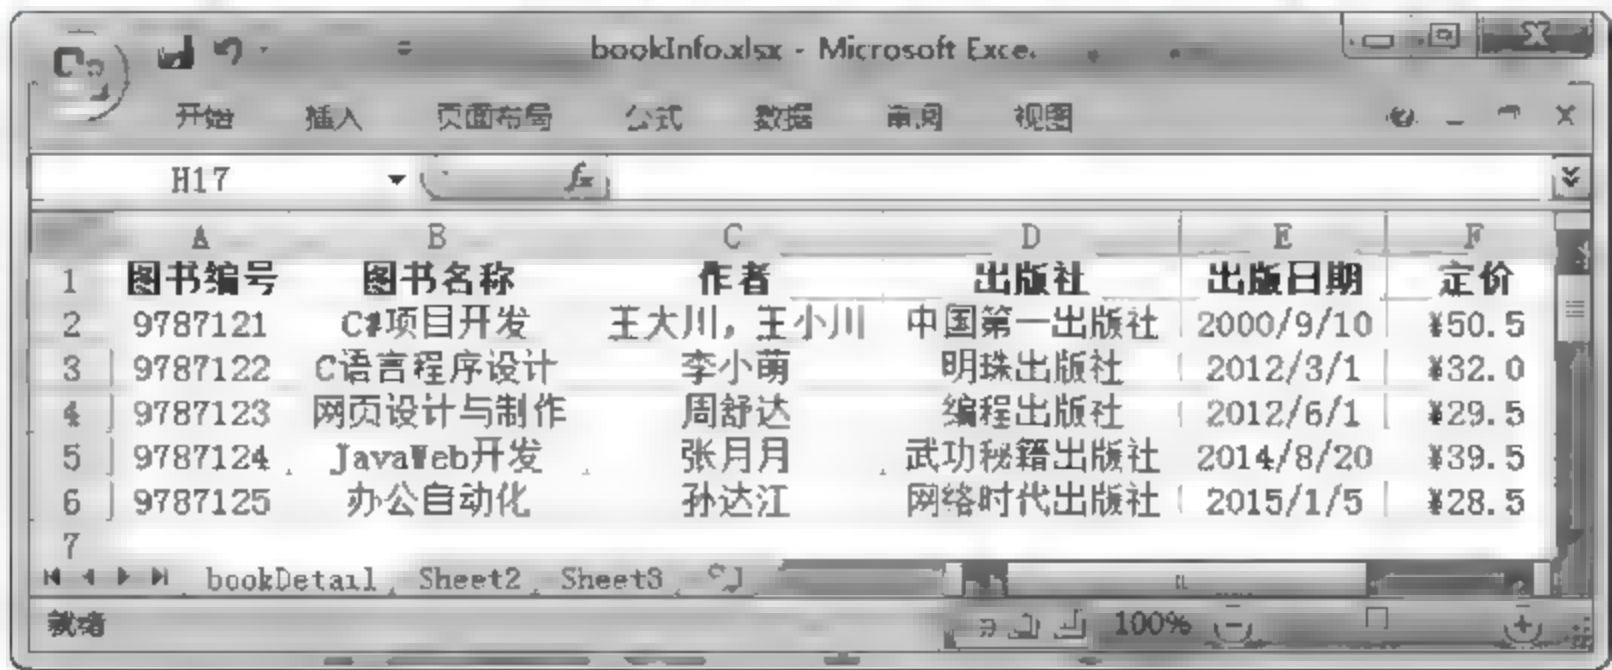 bookInfo.xlsx - Microsoft Exce
开始 插入 页面布局 公式 数据 审阅 视图
H17 fx
A B C D E F
1 图书编号 图书名称 作者 出版社 出版日期 定价
2 9787121 C#项目开发 王大川，王小川 中国第一出版社 2000/9/10 ¥50.5
3 9787122 C语言程序设计 李小萌 明珠出版社 2012/3/1 ¥32.0
4 9787123 网页设计与制作 周舒达 编程出版社 2012/6/1 ¥29.5
5 9787124 JavaWeb开发 张月月 武功秘籍出版社 2014/8/20 ¥39.5
6 9787125 办公自动化 孙达江 网络时代出版社 2015/1/5 ¥28.5
7
bookDetail Sheet2 Sheet3
就绪 100%